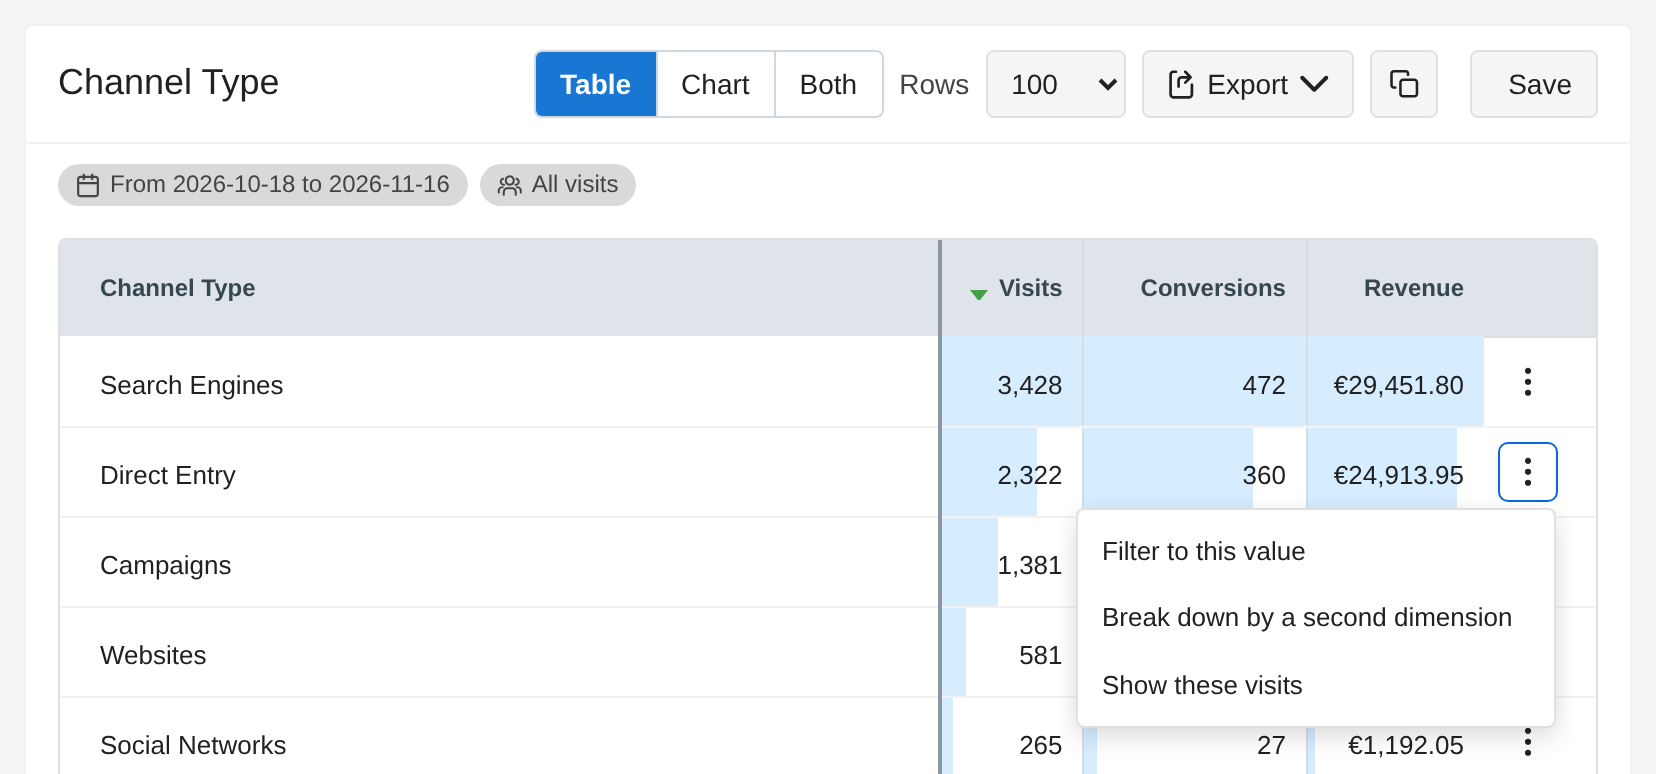 Channel Type
Table Chart Both Rows 100 Export Save
From 2026-10-18 to 2026-11-16 All visits
Channel Type Visits Conversions Revenue
Search Engines 3,428 472 €29,451.80
Direct Entry 2,322 360 €24,913.95
Campaigns 1,381
Filter to this value
Break down by a second dimension
Websites 581
Show these visits
Social Networks 265 27 €1,192.05